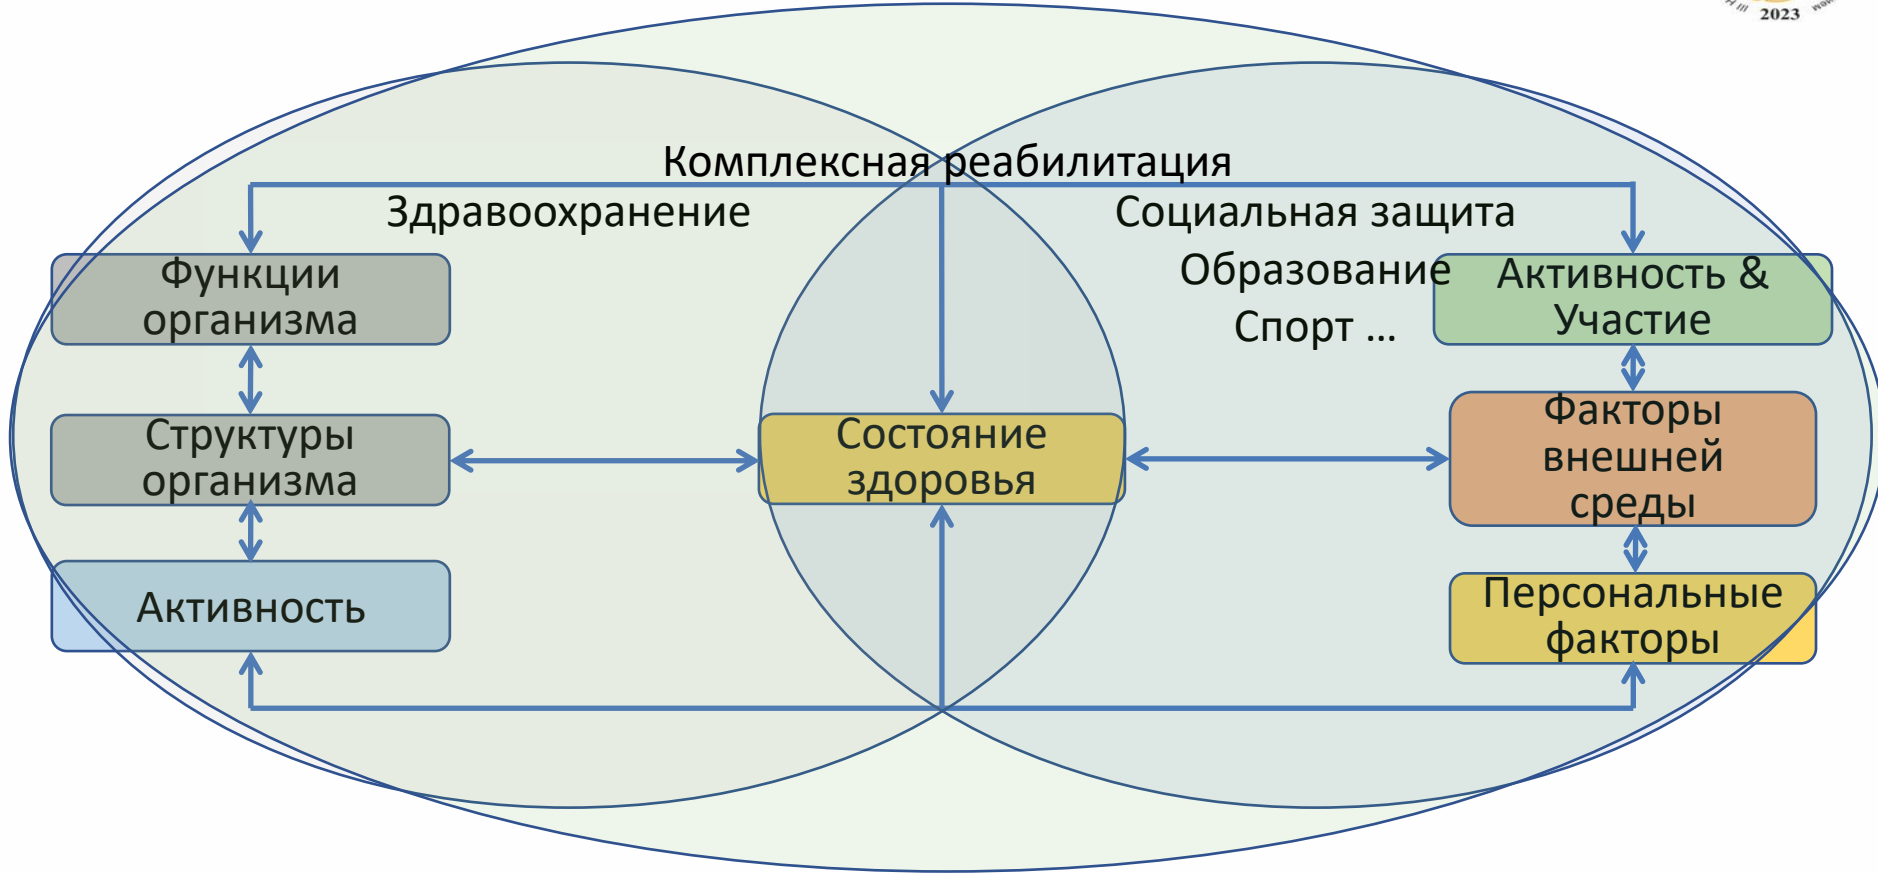 2023
Комплексная реабилитация
Здравоохранение
Социальная защита
Образование
Спорт ...
Функции
организма
Активность &
Участие
Структуры
организма
Состояние
здоровья
Факторы
внешней
среды
Активность
Персональные
факторы